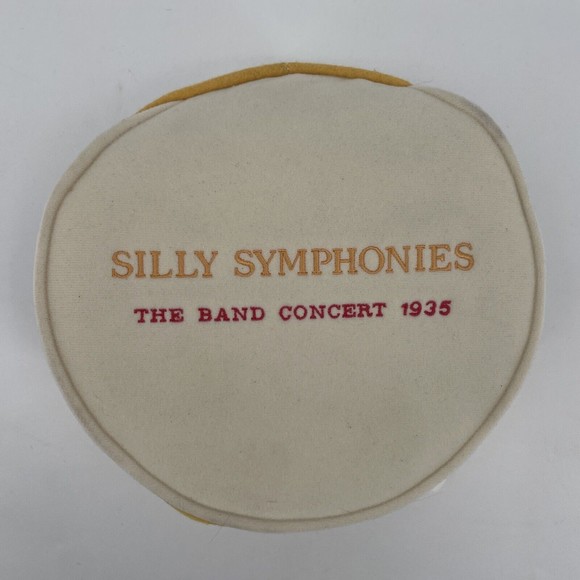 SILLY SYMPHONIES
THE BAND CONCERT 1935